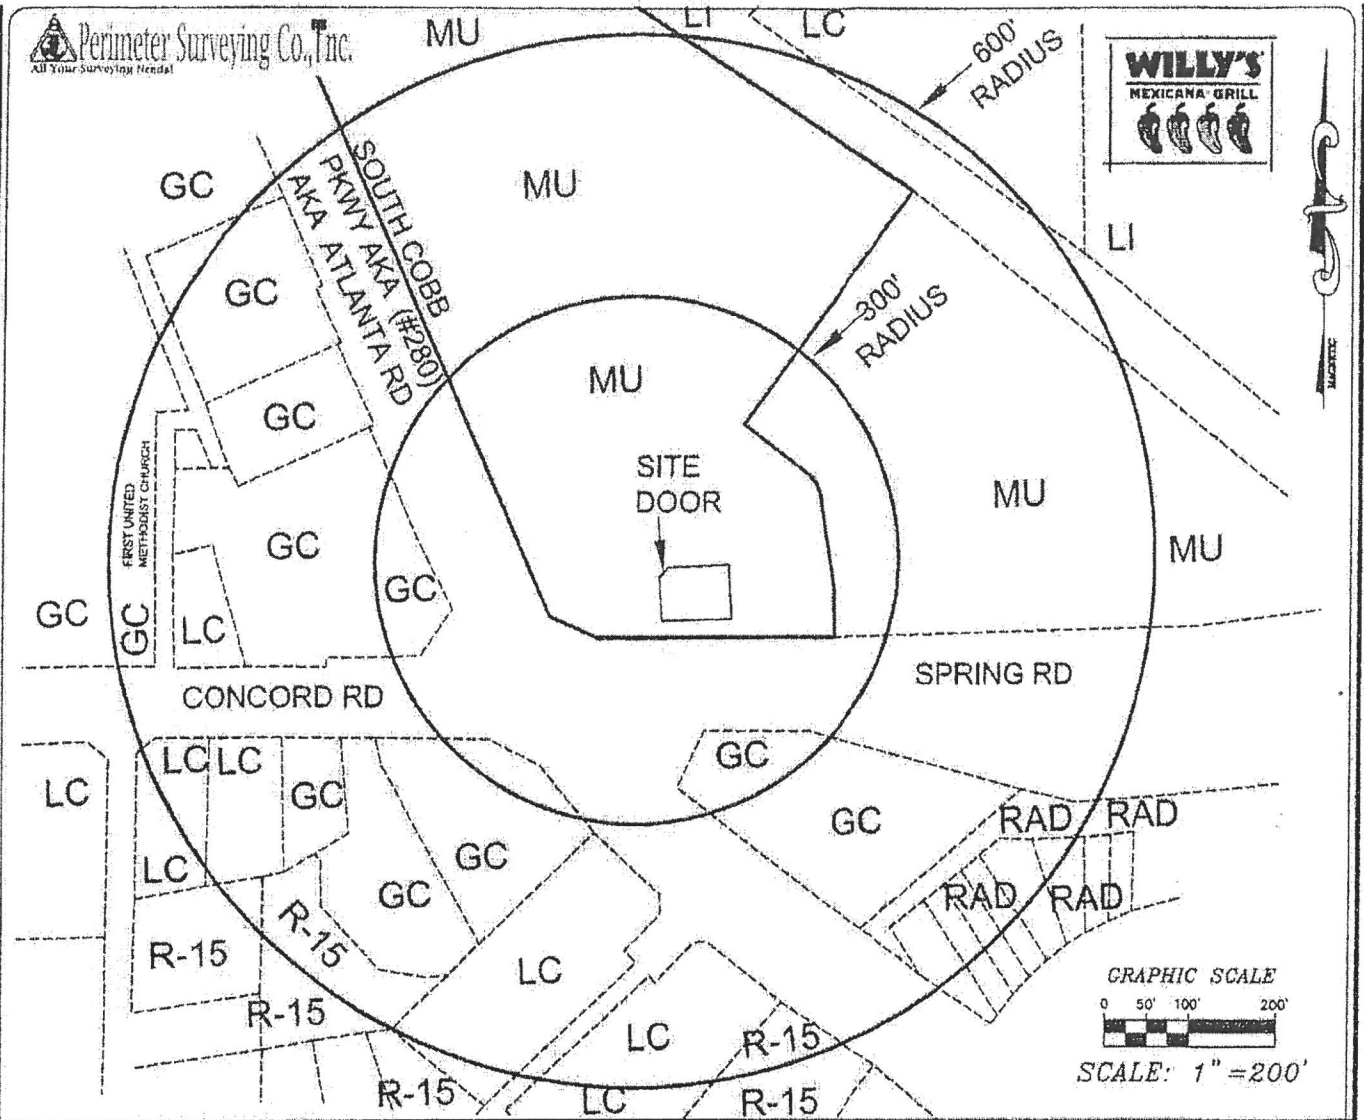 Perimeter Surveying Co., Inc.
All Your Surveying Needs!
MU
LI
LC
600'
RADIUS
WILLY'S
MEXICANA GRILL
GC
SOUTH COBB
PKWY AKA (#280))
AKA ATLANTA RD
MU
LI
GC
300'
RADIUS
MU
GC
SITE
DOOR
MU
FIRST UNITED
METHODIST CHURCH
GC
MU
GC
GC
GC
LC
CONCORD RD
SPRING RD
LC
LC
GC
LC
GC
GC
RAD
RAD
GC
LC
GC
RAD
RAD
R-15
R-15
LC
R-15
LC
R-15
R-15
LC
R-15
GRAPHIC SCALE
0 50' 100' 200'
SCALE: 1"=200'